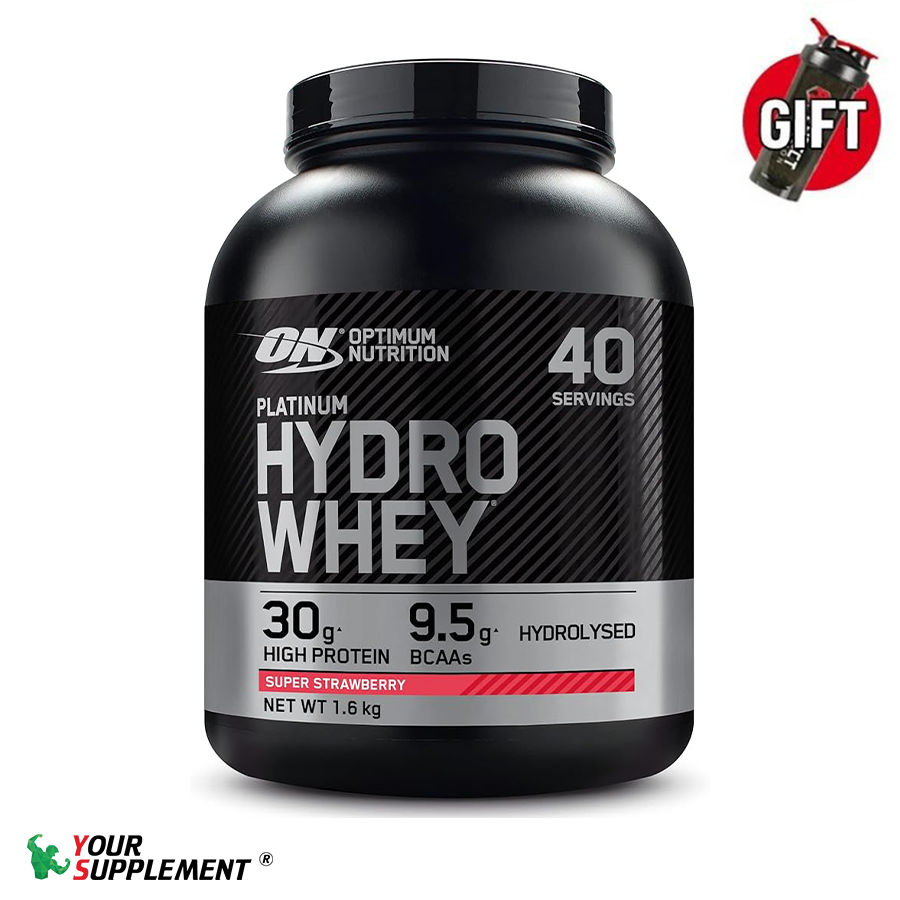 GIFT
ON® OPTIMUM
NUTRITION
40
SERVINGS
PLATINUM
HYDRO
WHEY®
30g▲
HIGH PROTEIN
9.5g▲
BCAAs
HYDROLYSED
SUPER STRAWBERRY
NET WT 1.6 kg
YOUR
SUPPLEMENT ®